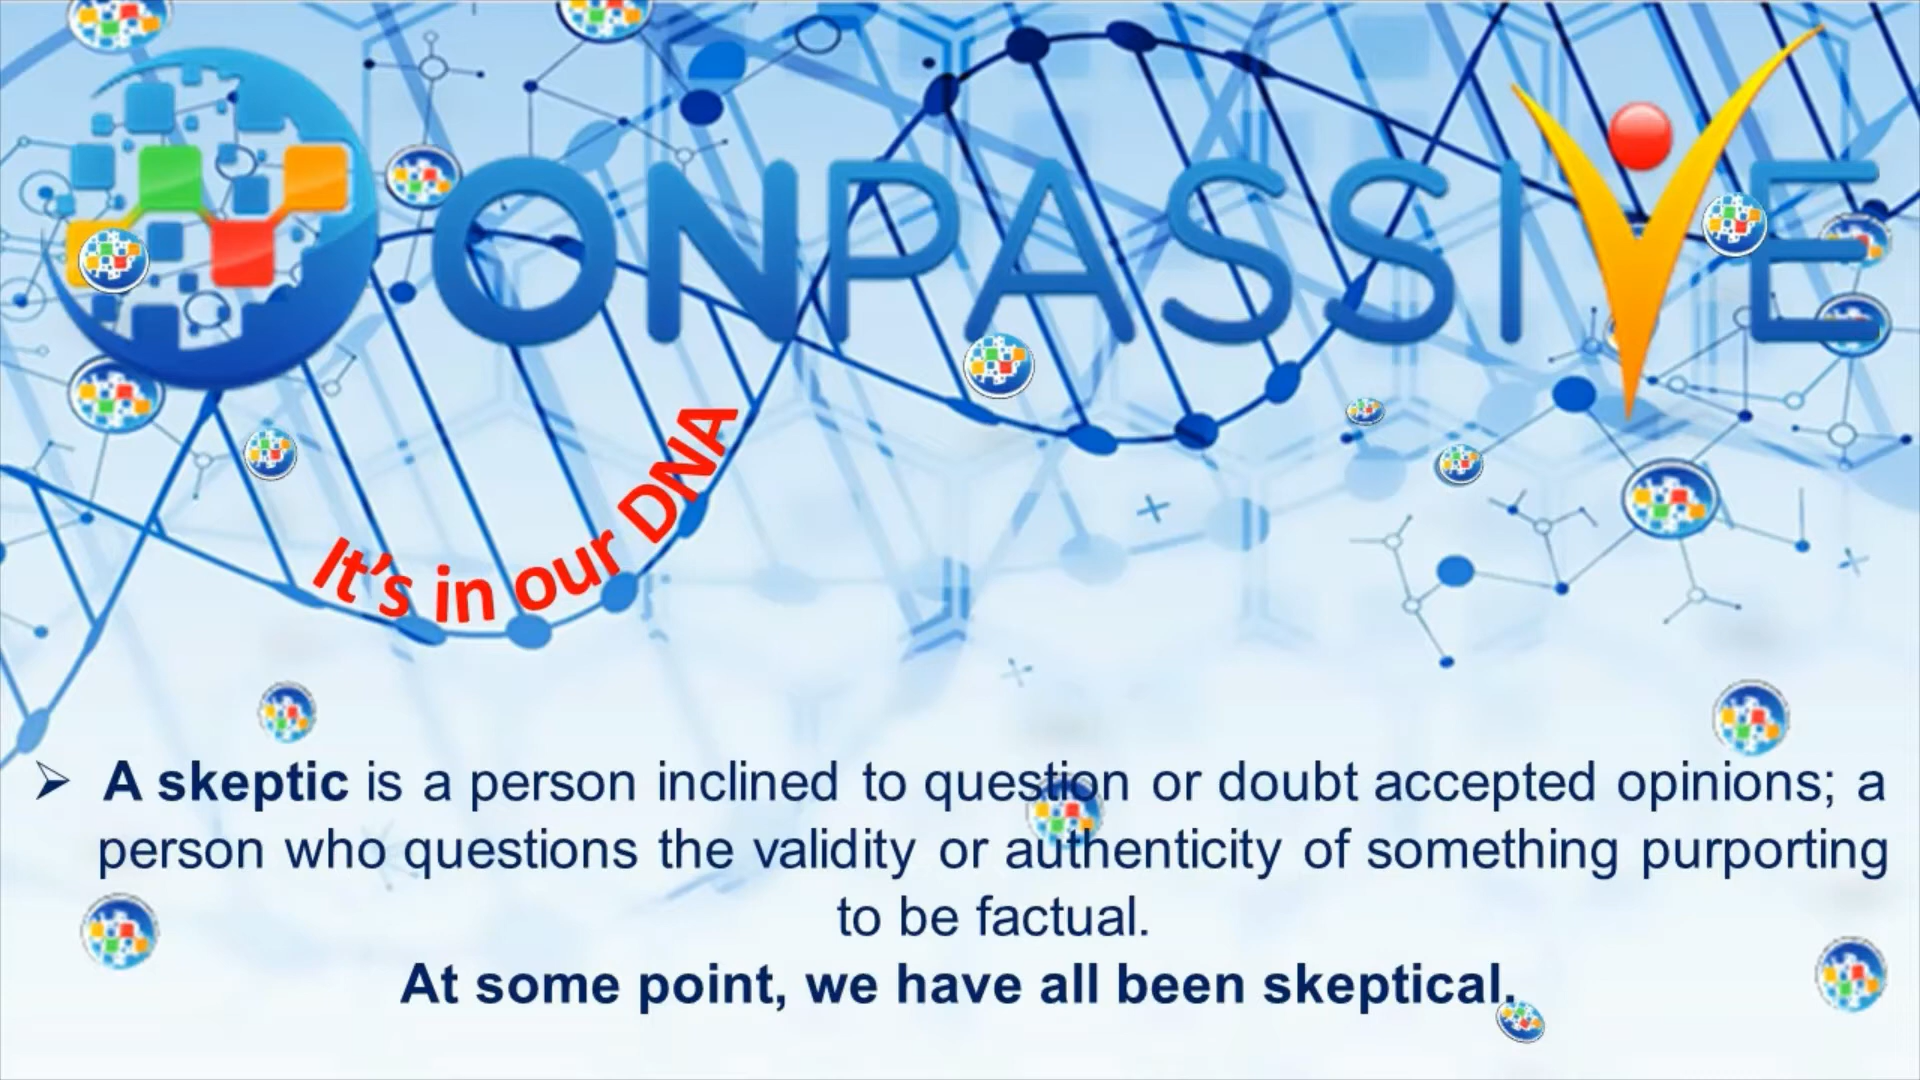 ONPASSIVE
It's in our DNA
➢ A skeptic is a person inclined to question or doubt accepted opinions; a
person who questions the validity or authenticity of something purporting
to be factual.
At some point, we have all been skeptical.